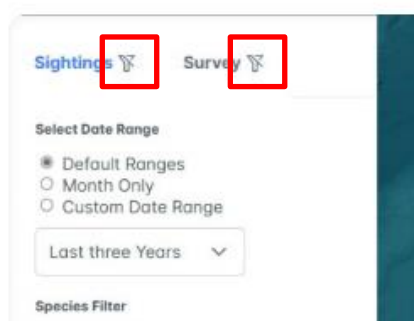 Sightings Survey
Select Date Range
Default Ranges
Month Only
Custom Date Range
Last three Years
Species Filter